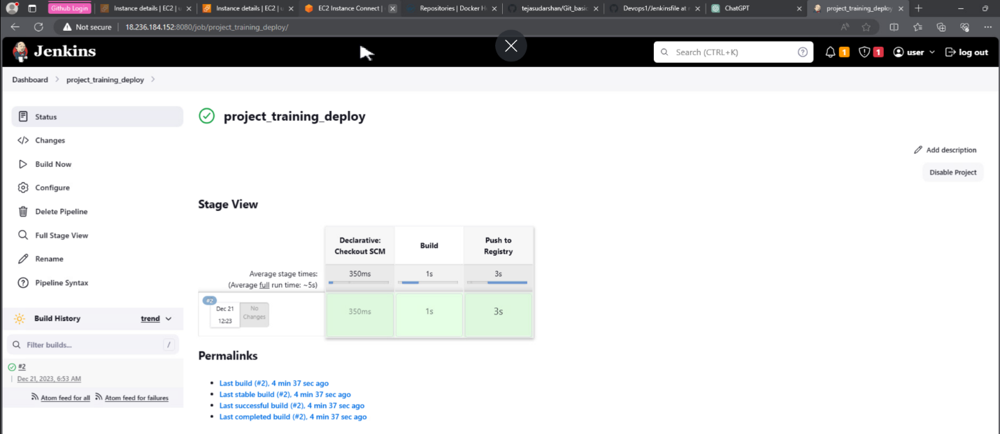 Github Login
Instance details | EC2 | u
Instance details | EC2 | u
EC2 Instance Connect |
Repositories | Docker H
tejasudarshan/Git_basic
Devops1/Jenkinsfile at
ChatGPT
project_training_deploy
Not secure
18.236.184.152:8080/job/project_training_deploy/
Jenkins
Search (CTRL+K)
?
1
1
user
log out
Dashboard
project_training_deploy
Status
Changes
Build Now
Configure
Delete Pipeline
Full Stage View
Rename
Pipeline Syntax
project_training_deploy
Add description
Disable Project
Stage View
Declarative:
Checkout SCM
Build
Push to
Registry
Average stage times:
(Average full run time: ~5s)
350ms
1s
3s
#2
Dec 21
12:23
No
Changes
350ms
1s
3s
Build History
trend
Filter builds...
/
#2
Dec 21, 2023, 6:53 AM
Atom feed for all
Atom feed for failures
Permalinks
Last build (#2), 4 min 37 sec ago
Last stable build (#2), 4 min 37 sec ago
Last successful build (#2), 4 min 37 sec ago
Last completed build (#2), 4 min 37 sec ago